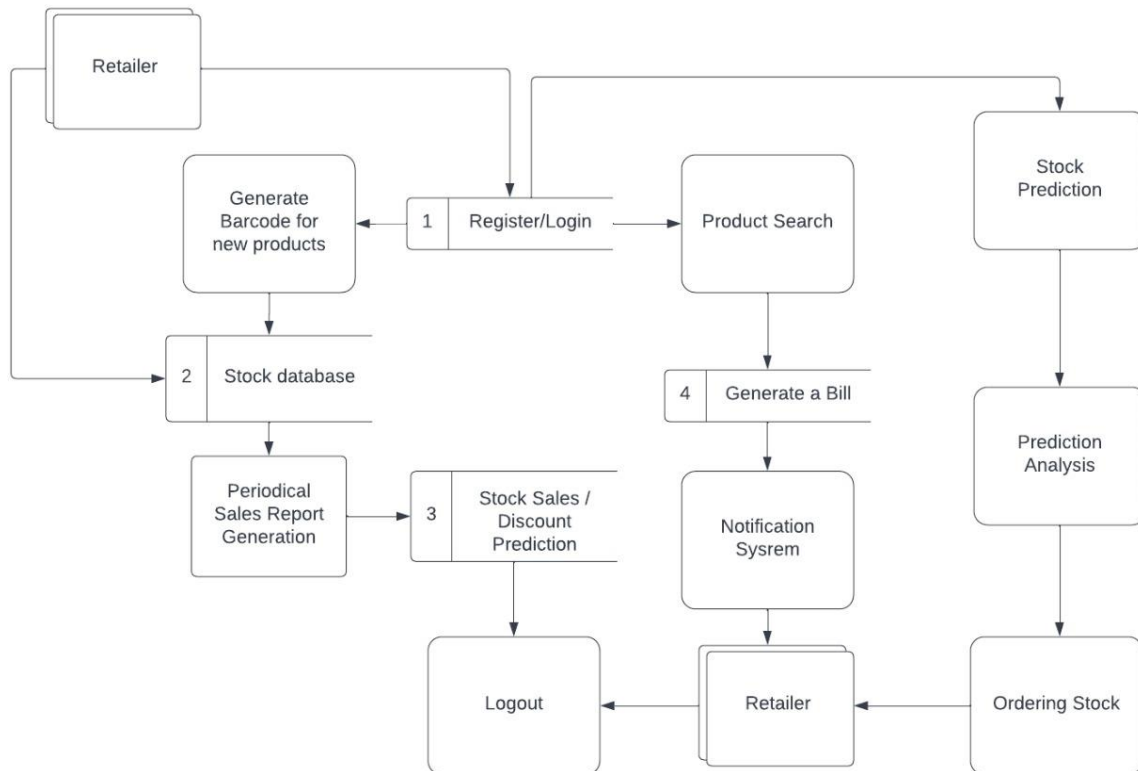 Retailer
Stock
Prediction
Generate
Barcode for
new products
1
Register/Login
Product Search
2
Stock database
4
Generate a Bill
Prediction
Analysis
Periodical
Sales Report
Generation
3
Stock Sales /
Discount
Prediction
Notification
Sysrem
Logout
Retailer
Ordering Stock